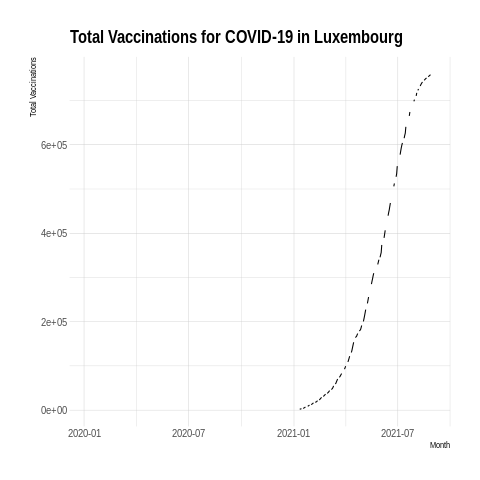 Total Vaccinations for COVID-19 in Luxembourg
Total Vaccinations
6e+05
4e+05
2e+05
0e+00
2020-01
2020-07
2021-01
2021-07
Month